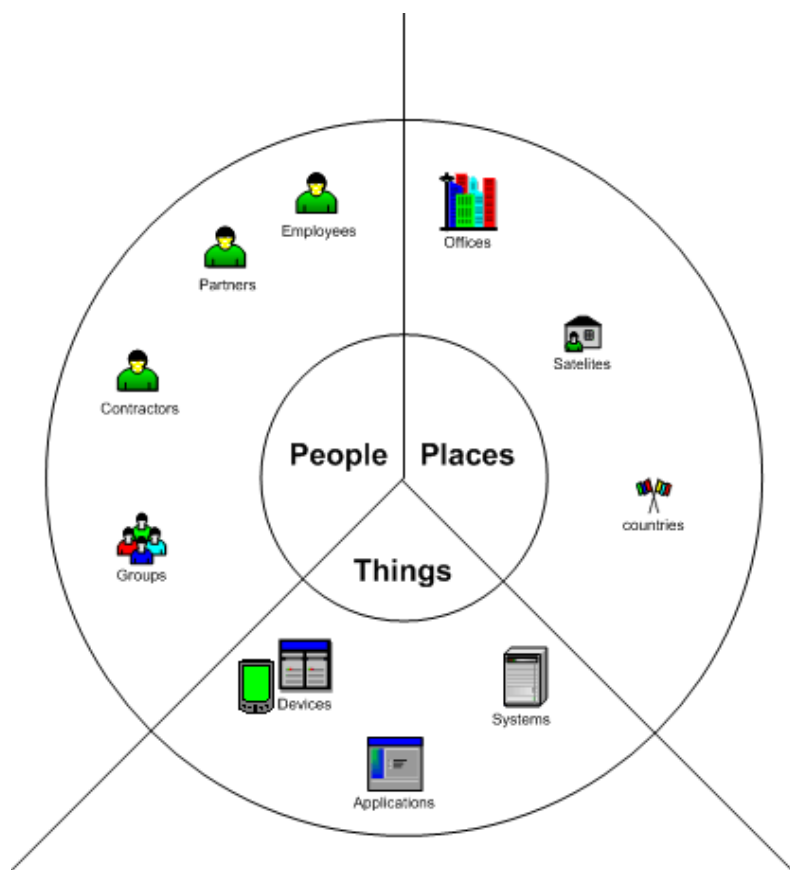 Employees
Offices
Partners
Satelites
Contractors
People
Places
countries
Groups
Things
Devices
Systems
Applications